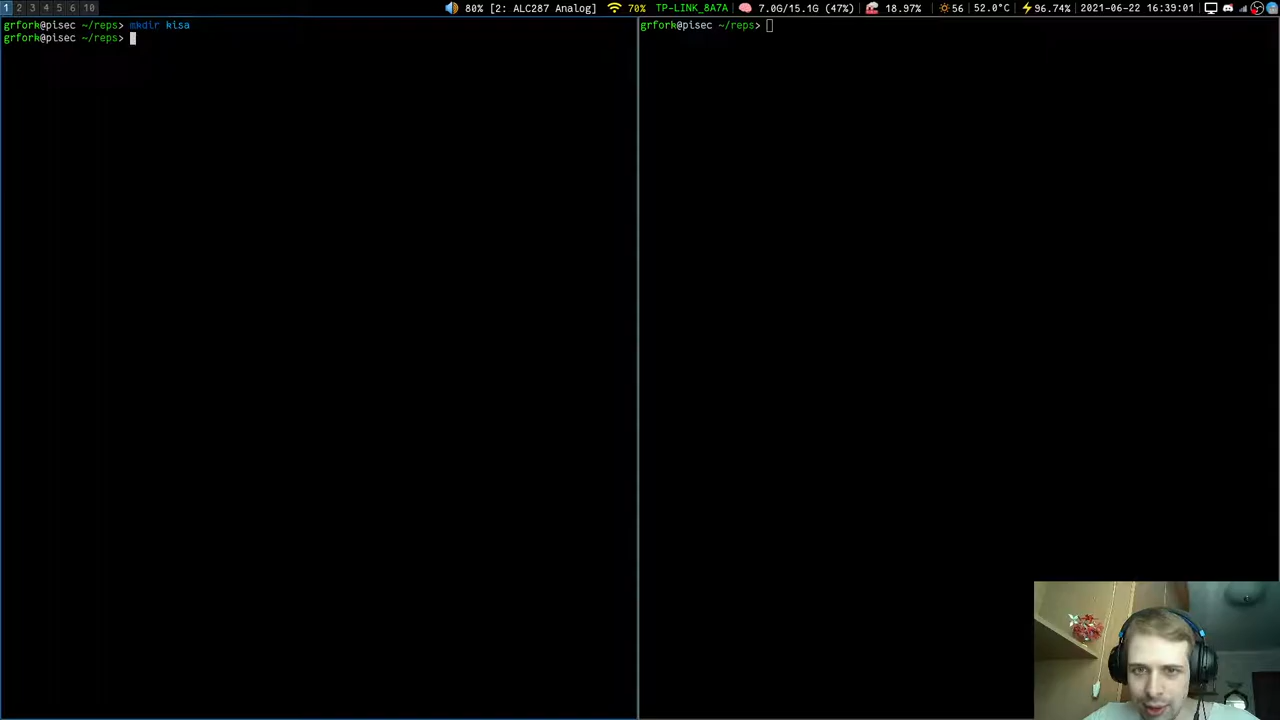 1 2 3 4 5 6 10 80% [2: ALC287 Analog] 70% TP-LINK_8A7A 7.0G/15.1G (47%) 18.97% 56 52.0°C 96.74% 2021-06-22 16:39:01
grfork@pisec ~/reps> mkdir kisa
grfork@pisec ~/reps>
grfork@pisec ~/reps>